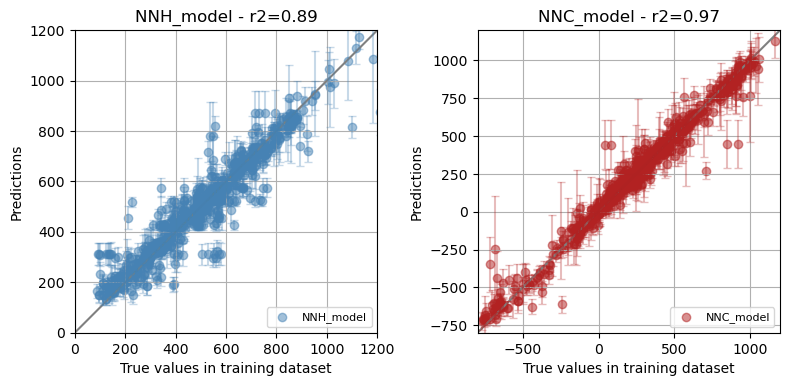 NNH_model - r2=0.89
1200
1000
800
600
400
200
0
Predictions
0 200 400 600 800 1000 1200
True values in training dataset
NNH_model
NNC_model - r2=0.97
1000
750
500
250
0
−250
−500
−750
Predictions
−500 0 500 1000
True values in training dataset
NNC_model